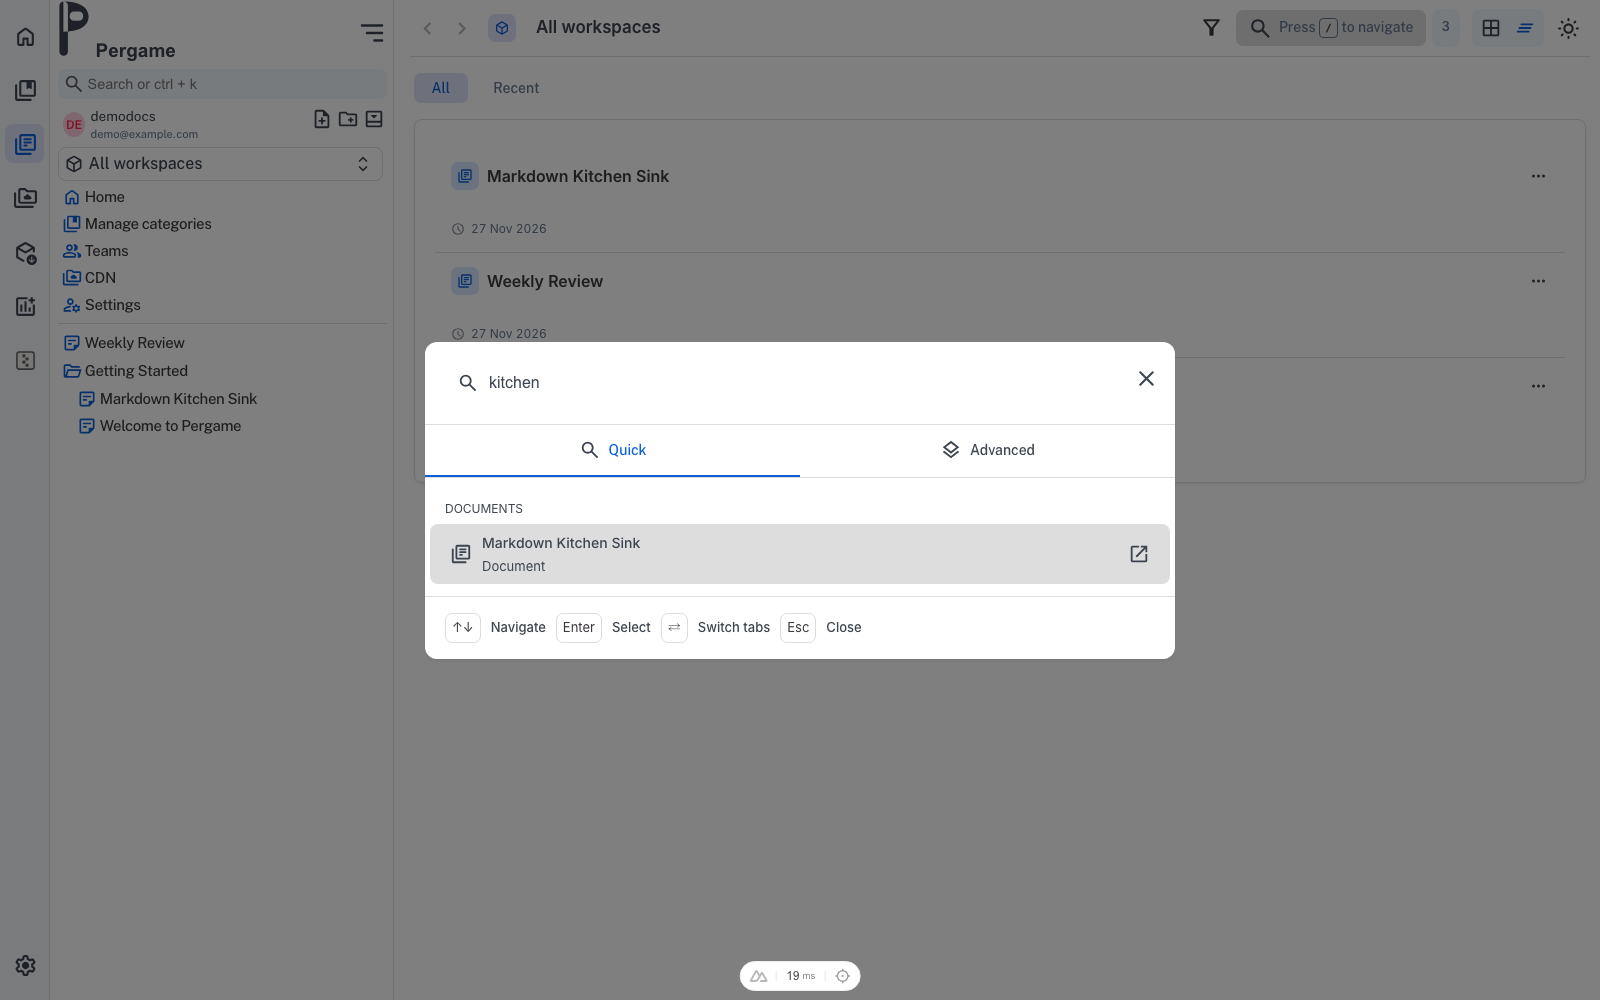 Pergame
Search or ctrl + k
DE
demodocs
demo@example.com
All workspaces
Home
Manage categories
Teams
CDN
Settings
Weekly Review
Getting Started
Markdown Kitchen Sink
Welcome to Pergame
All workspaces
Press / to navigate
3
All
Recent
Markdown Kitchen Sink
27 Nov 2026
Weekly Review
27 Nov 2026
kitchen
Quick
Advanced
DOCUMENTS
Markdown Kitchen Sink
Document
↑↓ Navigate Enter Select ⇄ Switch tabs Esc Close
19 ms